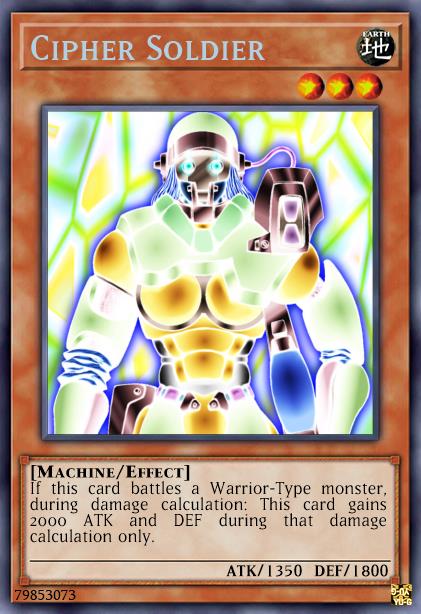 Cipher Soldier
EARTH
地
[Machine/Effect]
If this card battles a Warrior-Type monster,
during damage calculation: This card gains
2000 ATK and DEF during that damage
calculation only.
ATK/1350 DEF/1800
79853073